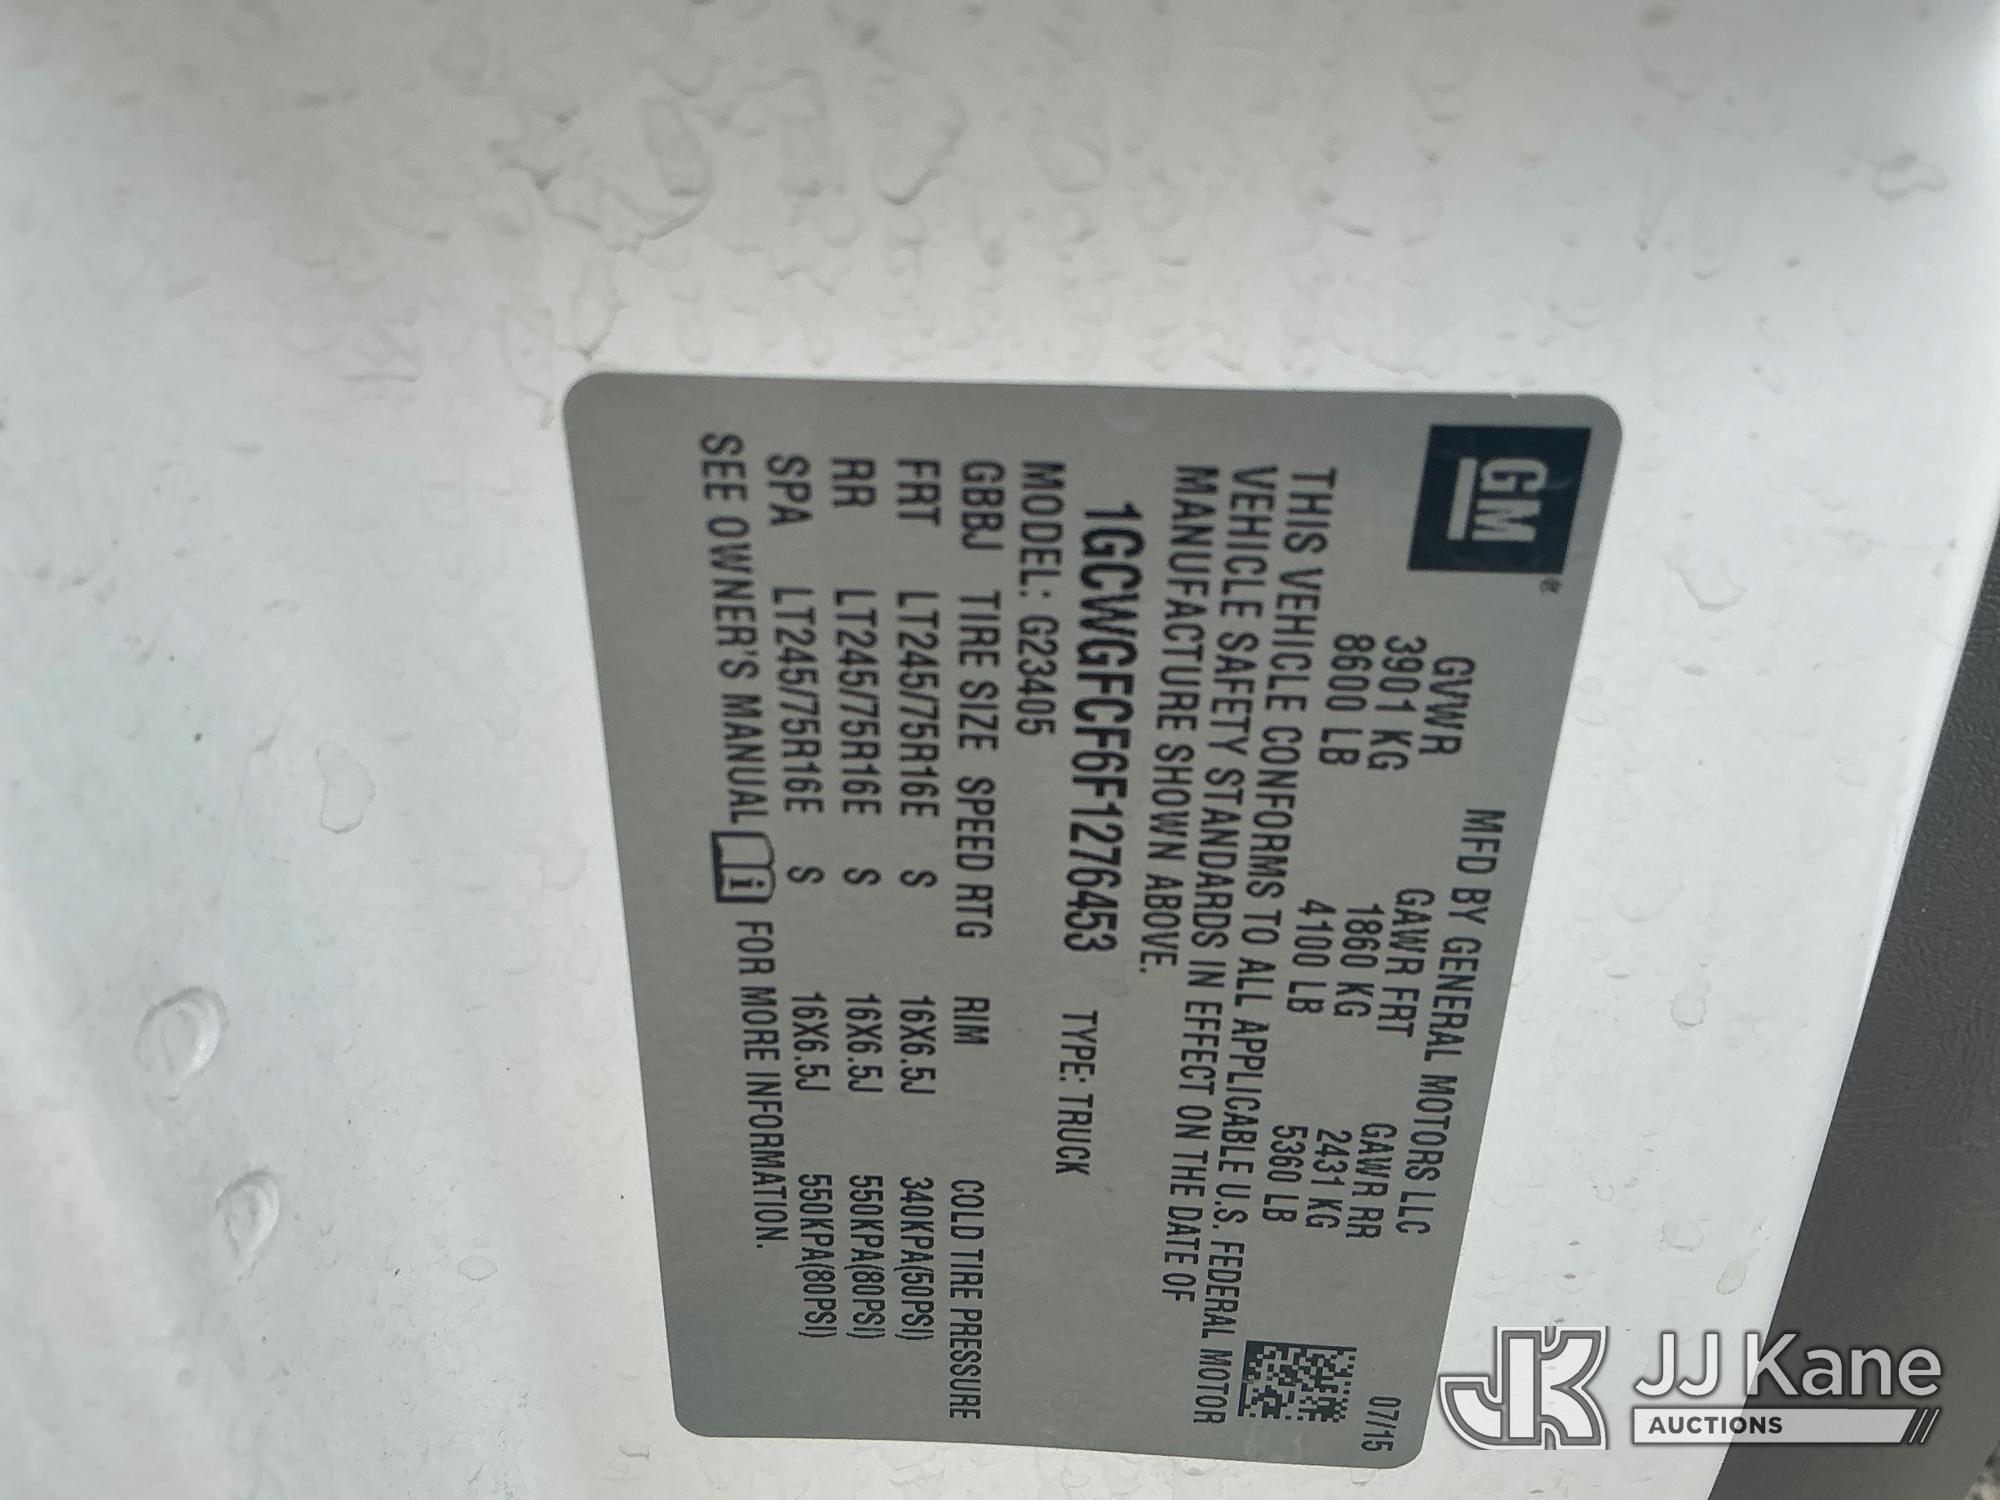 GM®
MFD BY GENERAL MOTORS LLC
07/15
GVWR GAWR FRT GAWR RR
3901 KG 1860 KG 2431 KG
8600 LB 4100 LB 5360 LB
THIS VEHICLE CONFORMS TO ALL APPLICABLE U.S. FEDERAL MOTOR
VEHICLE SAFETY STANDARDS IN EFFECT ON THE DATE OF
MANUFACTURE SHOWN ABOVE.
1GCWGFCF6F1276453 TYPE: TRUCK
MODEL: G23405
GBBJ TIRE SIZE SPEED RTG RIM COLD TIRE PRESSURE
FRT LT245/75R16E S 16X6.5J 340KPA(50PSI)
RR LT245/75R16E S 16X6.5J 550KPA(80PSI)
SPA LT245/75R16E S 16X6.5J 550KPA(80PSI)
SEE OWNER'S MANUAL i FOR MORE INFORMATION.
JK JJ Kane
AUCTIONS